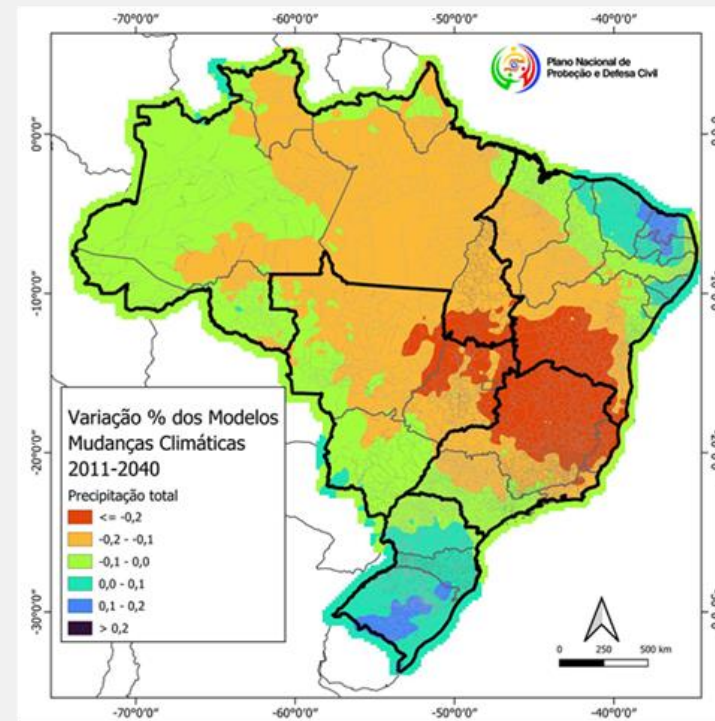 -70°0'0" -60°0'0" -50°0'0" -40°0'0"
Plano Nacional de
Proteção e Defesa Civil
0°0'0"
-10°0'0"
-20°0'0"
-30°0'0"
Variação % dos Modelos
Mudanças Climáticas
2011-2040
Precipitação total
<= -0,2
-0,2 - -0,1
-0,1 - 0,0
0,0 - 0,1
0,1 - 0,2
> 0,2
0 250 500 km
-70°0'0" -60°0'0" -50°0'0" -40°0'0"